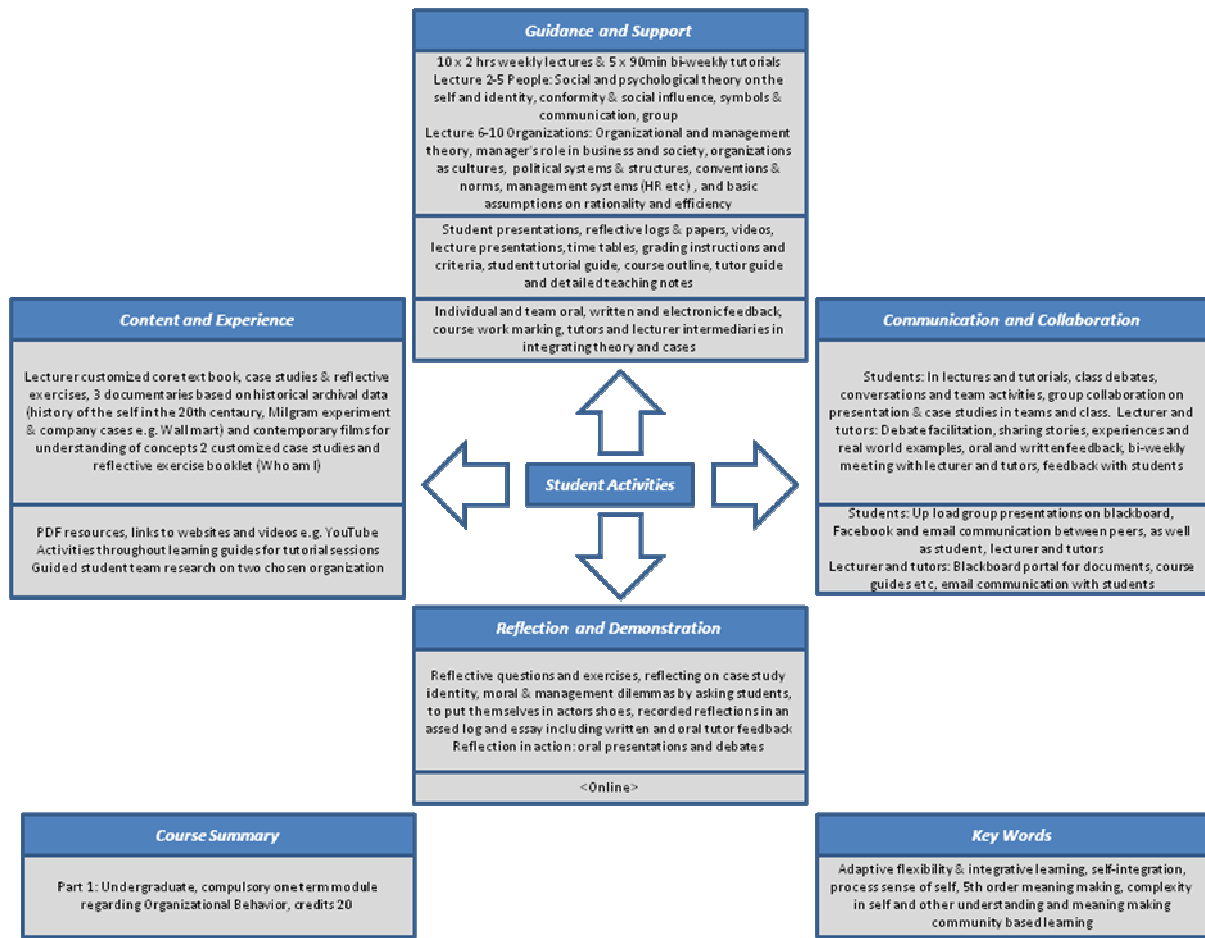 Guidance and Support
10 x 2 hrs weekly lectures & 5 x 90min bi-weekly tutorials
Lecture 2-5 People: Social and psychological theory on the
self and identity, conformity & social influence, symbols &
communication, group
Lecture 6-10 Organizations: Organizational and management
theory, manager's role in business and society, organizations
as cultures, political systems & structures, conventions &
norms, management systems (HR etc) , and basic
assumptions on rationality and efficiency
Student presentations, reflective logs & papers, videos,
lecture presentations, time tables, grading instructions and
criteria, student tutorial guide, course outline, tutor guide
and detailed teaching notes
Individual and team oral, written and electronic feedback,
course work marking, tutors and lecturer intermediaries in
integrating theory and cases
Content and Experience
Lecturer customized core text book, case studies & reflective
exercises, 3 documentaries based on historical archival data
(history of the self in the 20th centaury, Milgram experiment
& company cases e.g. Wallmart) and contemporary films for
understanding of concepts 2 customized case studies and
reflective exercise booklet (Who am I)
PDF resources, links to websites and videos e.g. YouTube
Activities throughout learning guides for tutorial sessions
Guided student team research on two chosen organization
Student Activities
Communication and Collaboration
Students: In lectures and tutorials, class debates,
conversations and team activities, group collaboration on
presentation & case studies in teams and class. Lecturer and
tutors: Debate facilitation, sharing stories, experiences and
real world examples, oral and written feedback, bi-weekly
meeting with lecturer and tutors, feedback with students
Students: Up load group presentations on blackboard,
Facebook and email communication between peers, as well
as student, lecturer and tutors
Lecturer and tutors: Blackboard portal for documents, course
guides etc, email communication with students
Reflection and Demonstration
Reflective questions and exercises, reflecting on case study
identity, moral & management dilemmas by asking students,
to put themselves in actors shoes, recorded reflections in an
assed log and essay including written and oral tutor feedback
Reflection in action: oral presentations and debates
<Online>
Course Summary
Part 1: Undergraduate, compulsory one term module
regarding Organizational Behavior, credits 20
Key Words
Adaptive flexibility & integrative learning, self-integration,
process sense of self, 5th order meaning making, complexity
in self and other understanding and meaning making
community based learning